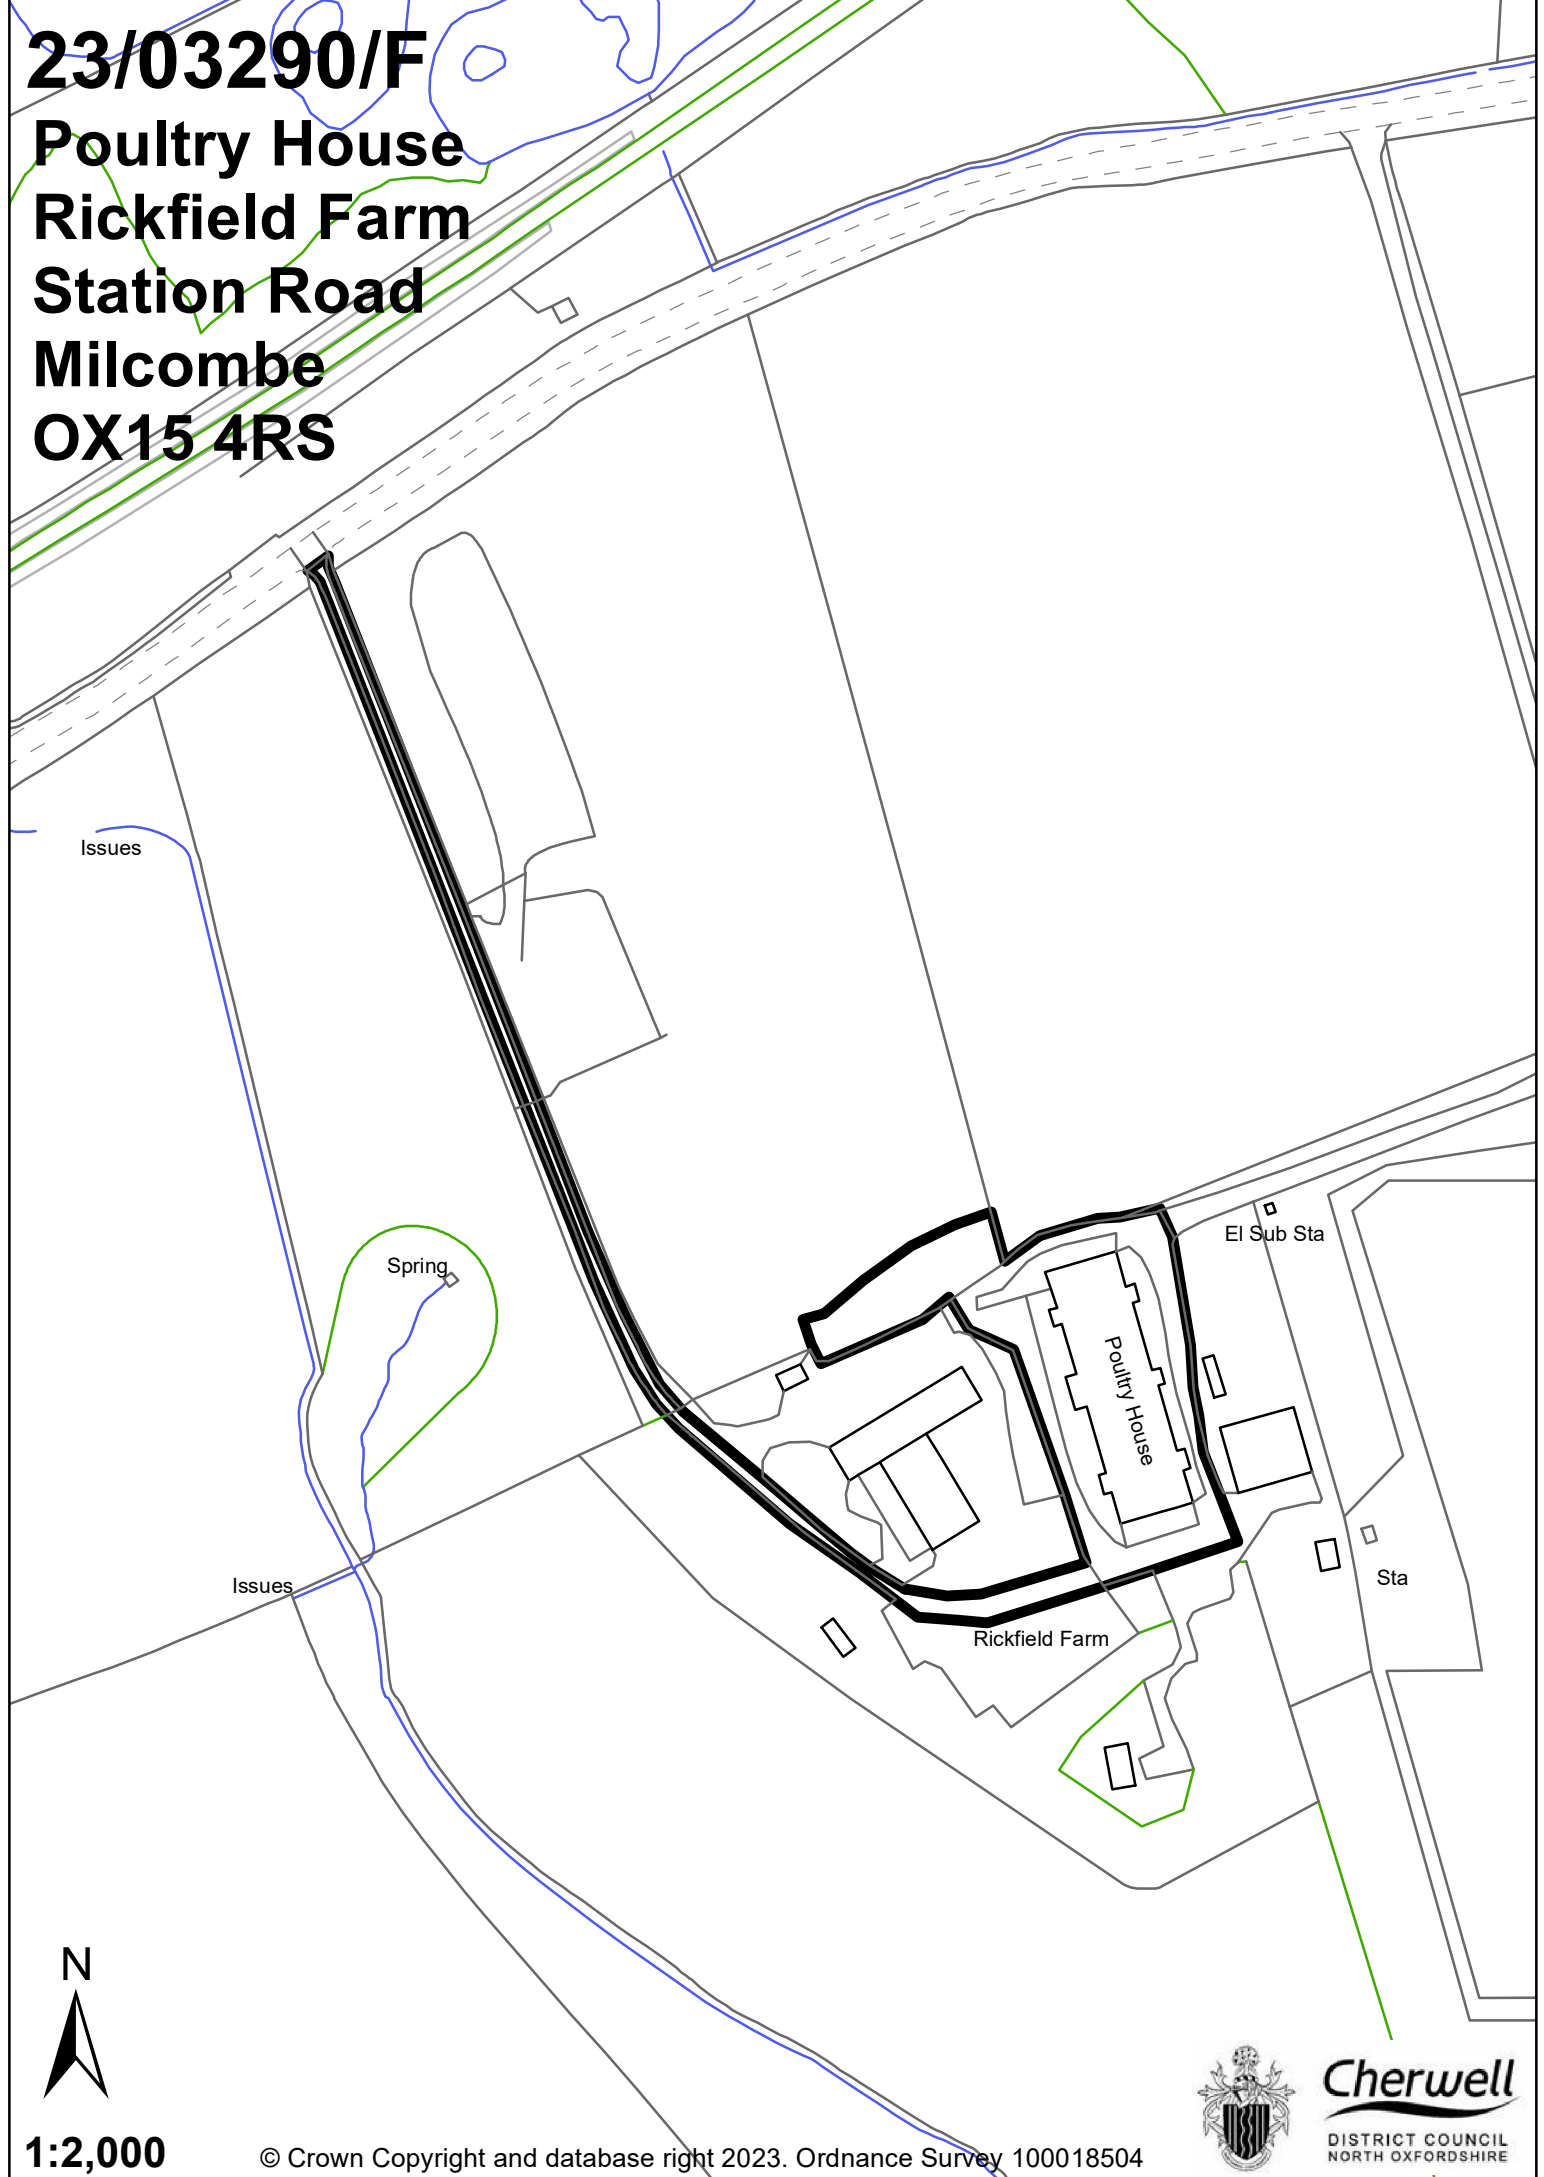 23/03290/F
Poultry House
Rickfield Farm
Station Road
Milcombe
OX15 4RS
Issues
Spring
El Sub Sta
Poultry House
Issues
Sta
Rickfield Farm
N
1:2,000
© Crown Copyright and database right 2023. Ordnance Survey 100018504
Cherwell
DISTRICT COUNCIL
NORTH OXFORDSHIRE